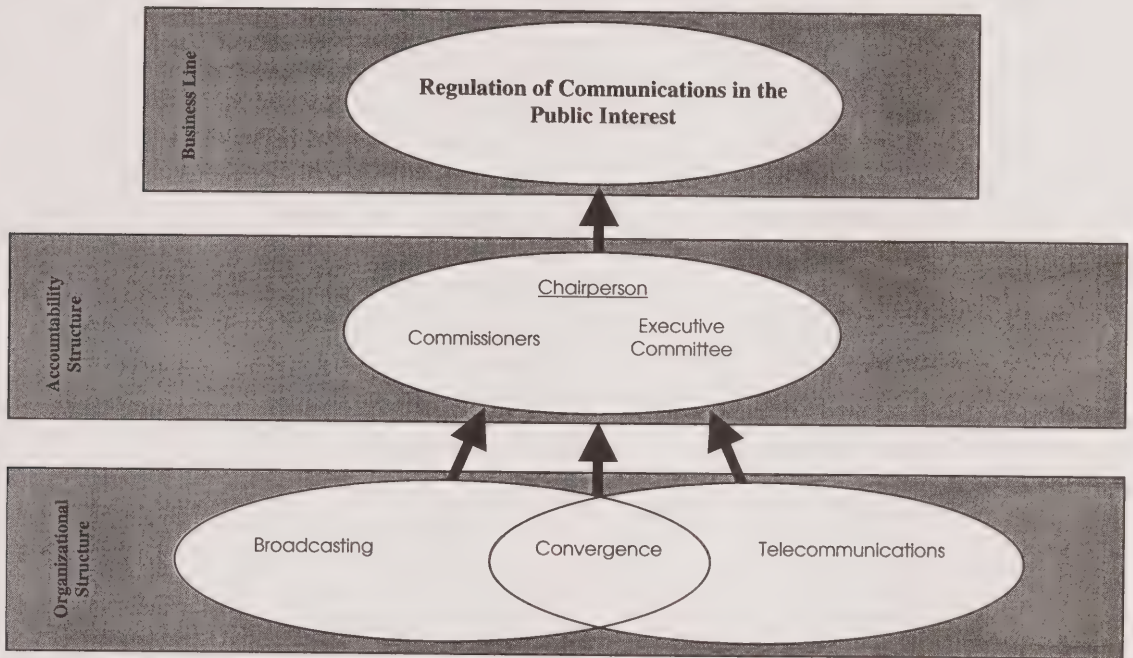 Business Line
Regulation of Communications in the
Public Interest
Accountability
Structure
Chairperson
Commissioners
Executive
Committee
Organizational
Structure
Broadcasting
Convergence
Telecommunications